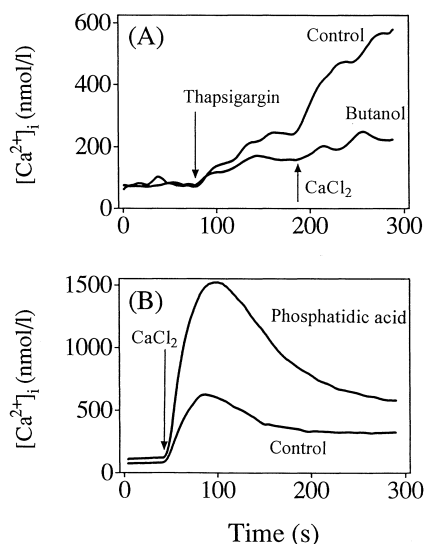 (A)
600
400
200
0
[Ca2+]i (nmol/l)
Control
Thapsigargin
Butanol
CaCl2
0 100 200 300
(B)
1500
1000
500
0
[Ca2+]i (nmol/l)
CaCl2
Phosphatidic acid
Control
0 100 200 300
Time (s)